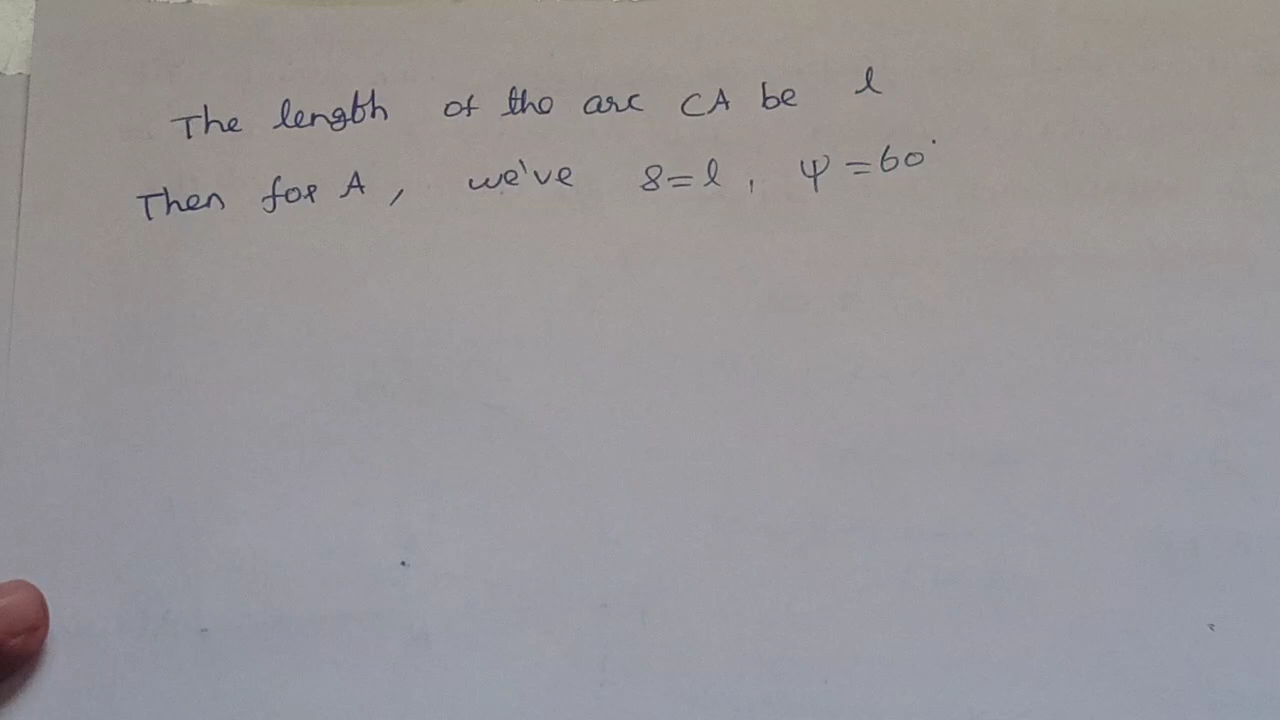 The length of the arc CA be l
Then for A, we've s=l, ψ=60°